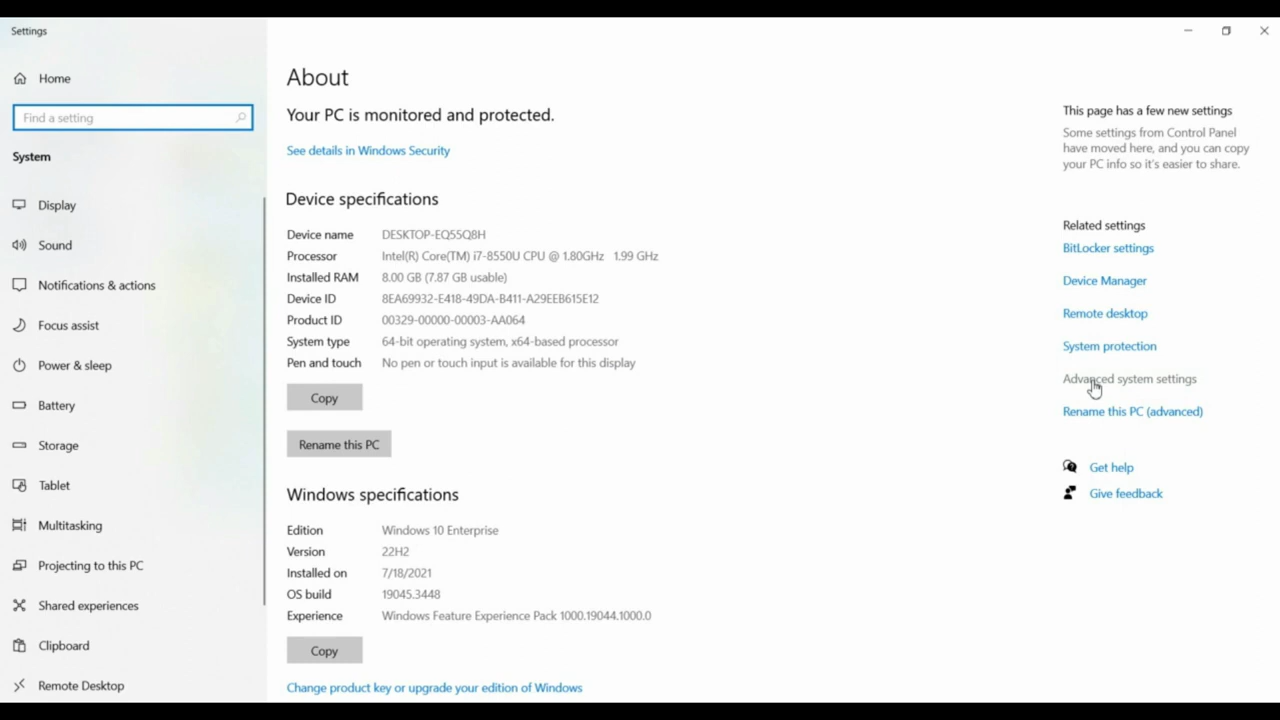 Settings
Home
Find a setting
System
Display
Sound
Notifications & actions
Focus assist
Power & sleep
Battery
Storage
Tablet
Multitasking
Projecting to this PC
Shared experiences
Clipboard
Remote Desktop
About
Your PC is monitored and protected.
See details in Windows Security
Device specifications
Device name DESKTOP-EQ55Q8H
Processor Intel(R) Core(TM) i7-8550U CPU @ 1.80GHz 1.99 GHz
Installed RAM 8.00 GB (7.87 GB usable)
Device ID 8EA69932-E418-49DA-B411-A29EEB615E12
Product ID 00329-00000-00003-AA064
System type 64-bit operating system, x64-based processor
Pen and touch No pen or touch input is available for this display
Copy
Rename this PC
Windows specifications
Edition Windows 10 Enterprise
Version 22H2
Installed on 7/18/2021
OS build 19045.3448
Experience Windows Feature Experience Pack 1000.19044.1000.0
Copy
Change product key or upgrade your edition of Windows
This page has a few new settings
Some settings from Control Panel
have moved here, and you can copy
your PC info so it's easier to share.
Related settings
BitLocker settings
Device Manager
Remote desktop
System protection
Advanced system settings
Rename this PC (advanced)
Get help
Give feedback